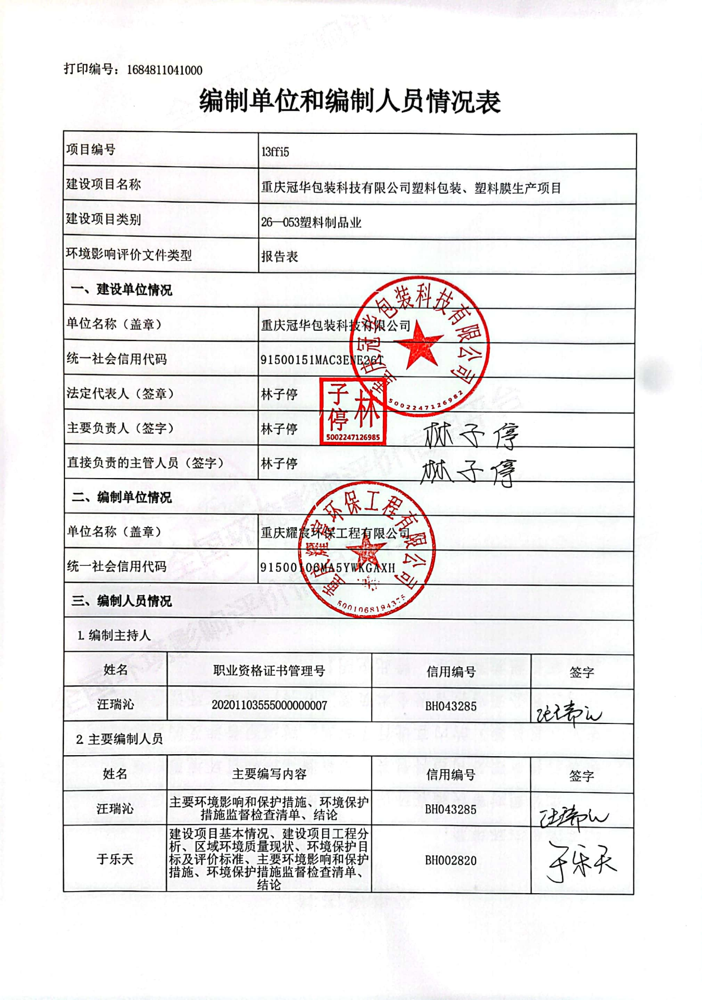 打印编号：1684811041000
编制单位和编制人员情况表
项目编号 13ffi5
建设项目名称 重庆冠华包装科技有限公司塑料包装、塑料膜生产项目
建设项目类别 26—053塑料制品业
环境影响评价文件类型 报告表
一、建设单位情况
单位名称（盖章） 重庆冠华包装科技有限公司
统一社会信用代码 91500151MAC3ENE26T
法定代表人（签章） 林子停
主要负责人（签字） 林子停 林子停
直接负责的主管人员（签字） 林子停 林子停
重庆冠华包装科技有限公司
5002247126982
林子停
5002247126985
二、编制单位情况
单位名称（盖章） 重庆耀宸环保工程有限公司
统一社会信用代码 91500106MA5YWKGAXH
重庆耀宸环保工程有限公司
5001068194375
三、编制人员情况
1.编制主持人
姓名 职业资格证书管理号 信用编号 签字
汪瑞沁 20201103555000000007 BH043285 汪瑞沁
2.主要编制人员
姓名 主要编写内容 信用编号 签字
汪瑞沁 主要环境影响和保护措施、环境保护
措施监督检查清单、结论 BH043285 汪瑞沁
建设项目基本情况、建设项目工程分
析、区域环境质量现状、环境保护目
于乐天 标及评价标准、主要环境影响和保护 BH002820 于乐天
措施、环境保护措施监督检查清单、
结论